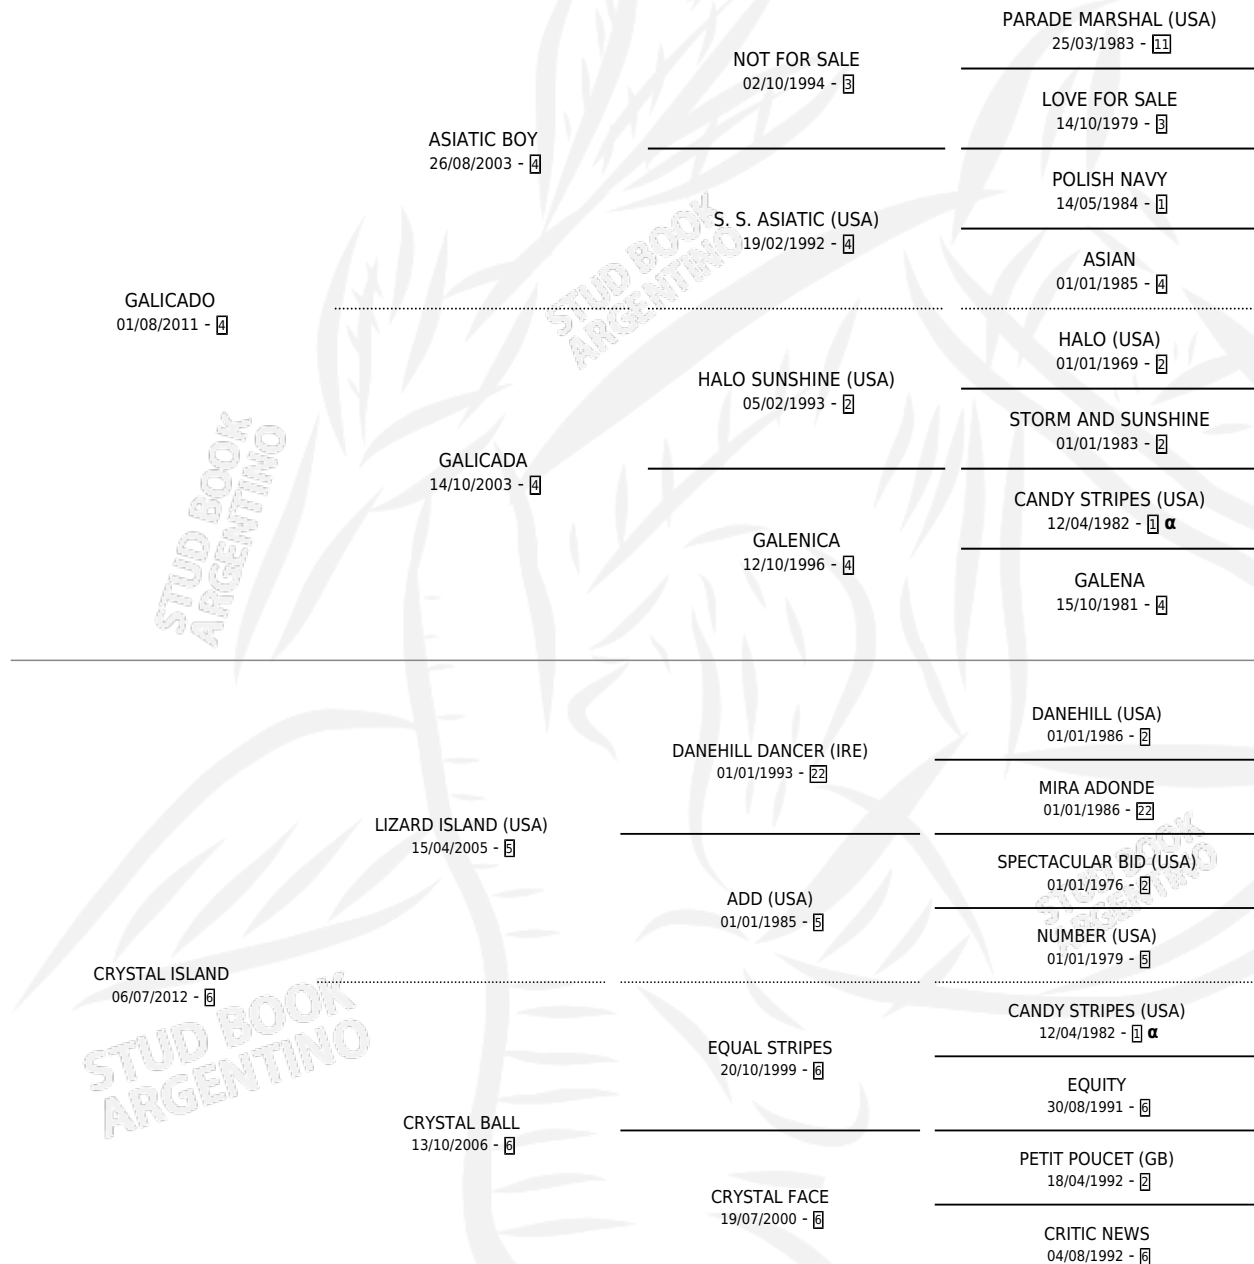 PARADE MARSHAL (USA)
25/03/1983 - 11
NOT FOR SALE
02/10/1994 - 3
LOVE FOR SALE
14/10/1979 - 3
ASIATIC BOY
26/08/2003 - 4
POLISH NAVY
14/05/1984 - 1
S. S. ASIATIC (USA)
19/02/1992 - 4
ASIAN
01/01/1985 - 4
GALICADO
01/08/2011 - 4
HALO (USA)
01/01/1969 - 2
HALO SUNSHINE (USA)
05/02/1993 - 2
STORM AND SUNSHINE
01/01/1983 - 2
GALICADA
14/10/2003 - 4
CANDY STRIPES (USA)
12/04/1982 - 1 α
GALENICA
12/10/1996 - 4
GALENA
15/10/1981 - 4
DANEHILL (USA)
01/01/1986 - 2
DANEHILL DANCER (IRE)
01/01/1993 - 22
MIRA ADONDE
01/01/1986 - 22
LIZARD ISLAND (USA)
15/04/2005 - 5
SPECTACULAR BID (USA)
01/01/1976 - 2
ADD (USA)
01/01/1985 - 5
NUMBER (USA)
01/01/1979 - 5
CRYSTAL ISLAND
06/07/2012 - 6
CANDY STRIPES (USA)
12/04/1982 - 1 α
EQUAL STRIPES
20/10/1999 - 6
EQUITY
30/08/1991 - 6
CRYSTAL BALL
13/10/2006 - 6
PETIT POUCET (GB)
18/04/1992 - 2
CRYSTAL FACE
19/07/2000 - 6
CRITIC NEWS
04/08/1992 - 6
STUD BOOK
ARGENTINO
STUD BOOK
ARGENTINO
STUD BOOK
ARGENTINO
STUD BOOK
ARGENTINO